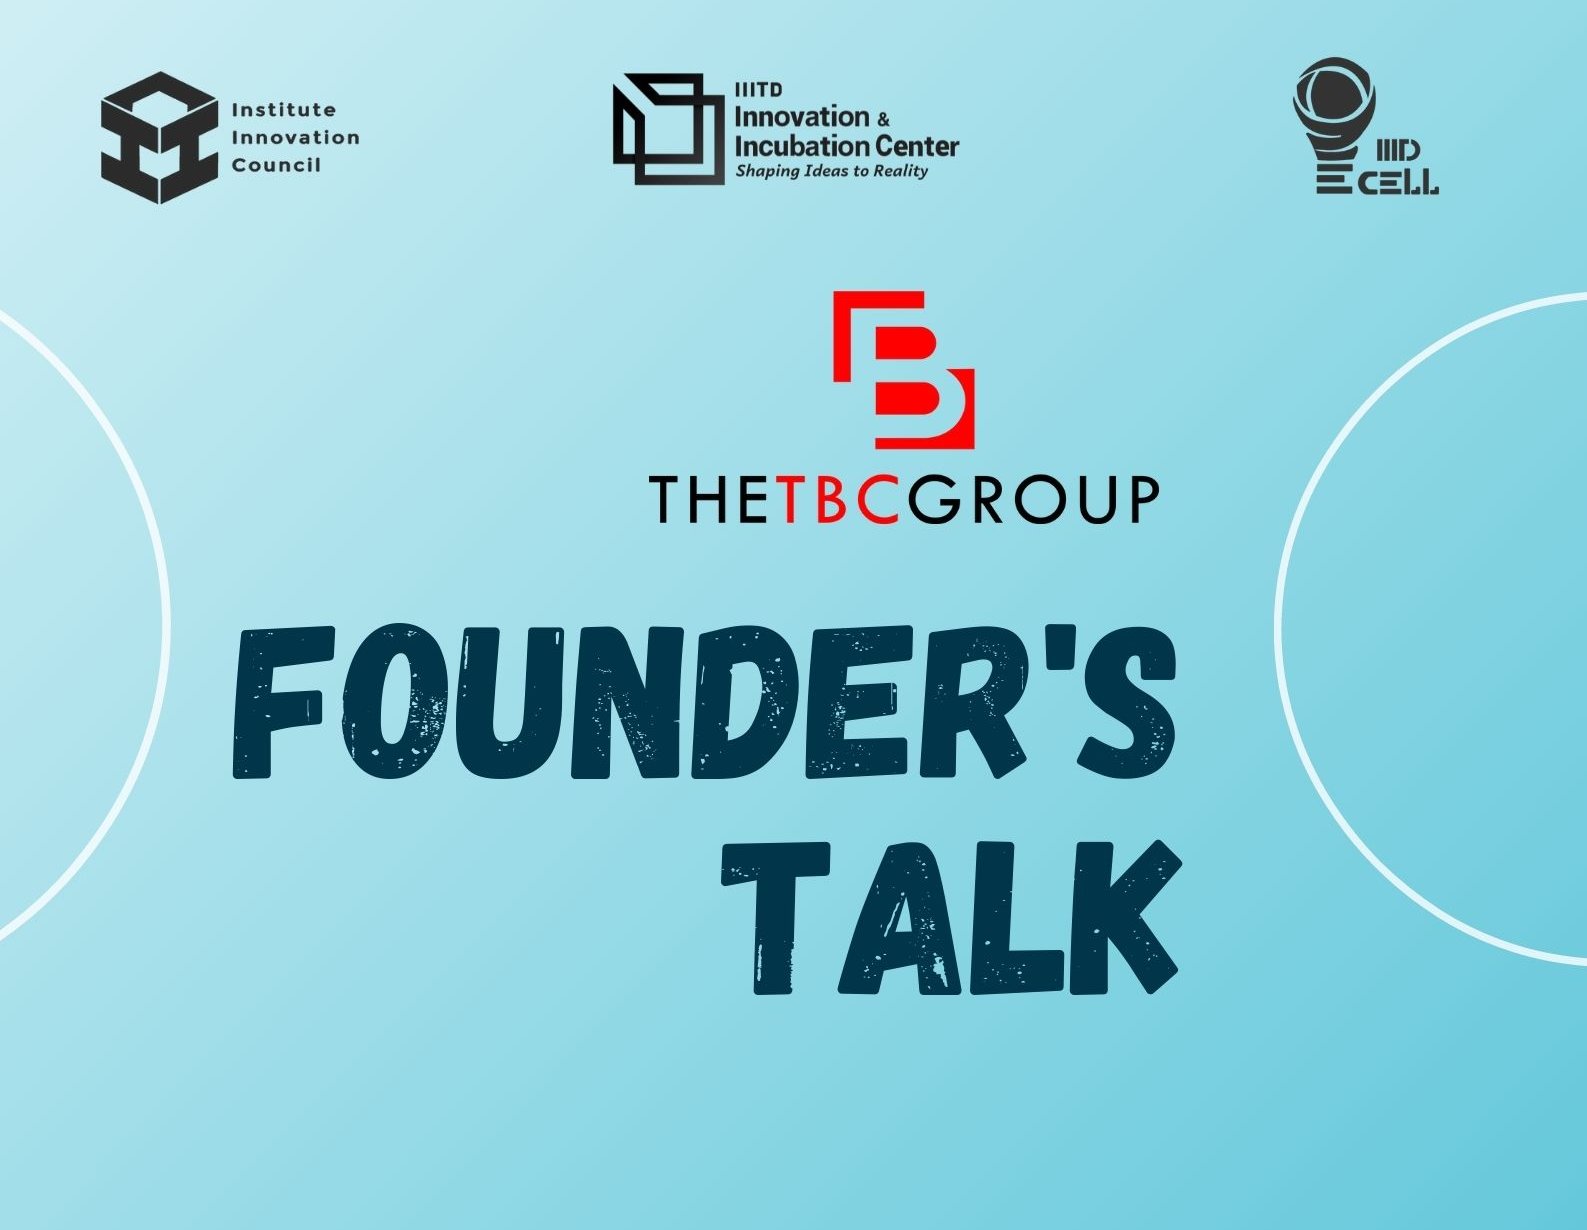 Institute
Innovation
Council
IIITD
Innovation &
Incubation Center
Shaping Ideas to Reality
IIID
E CELL
THETBCGROUP
FOUNDER'S
TALK